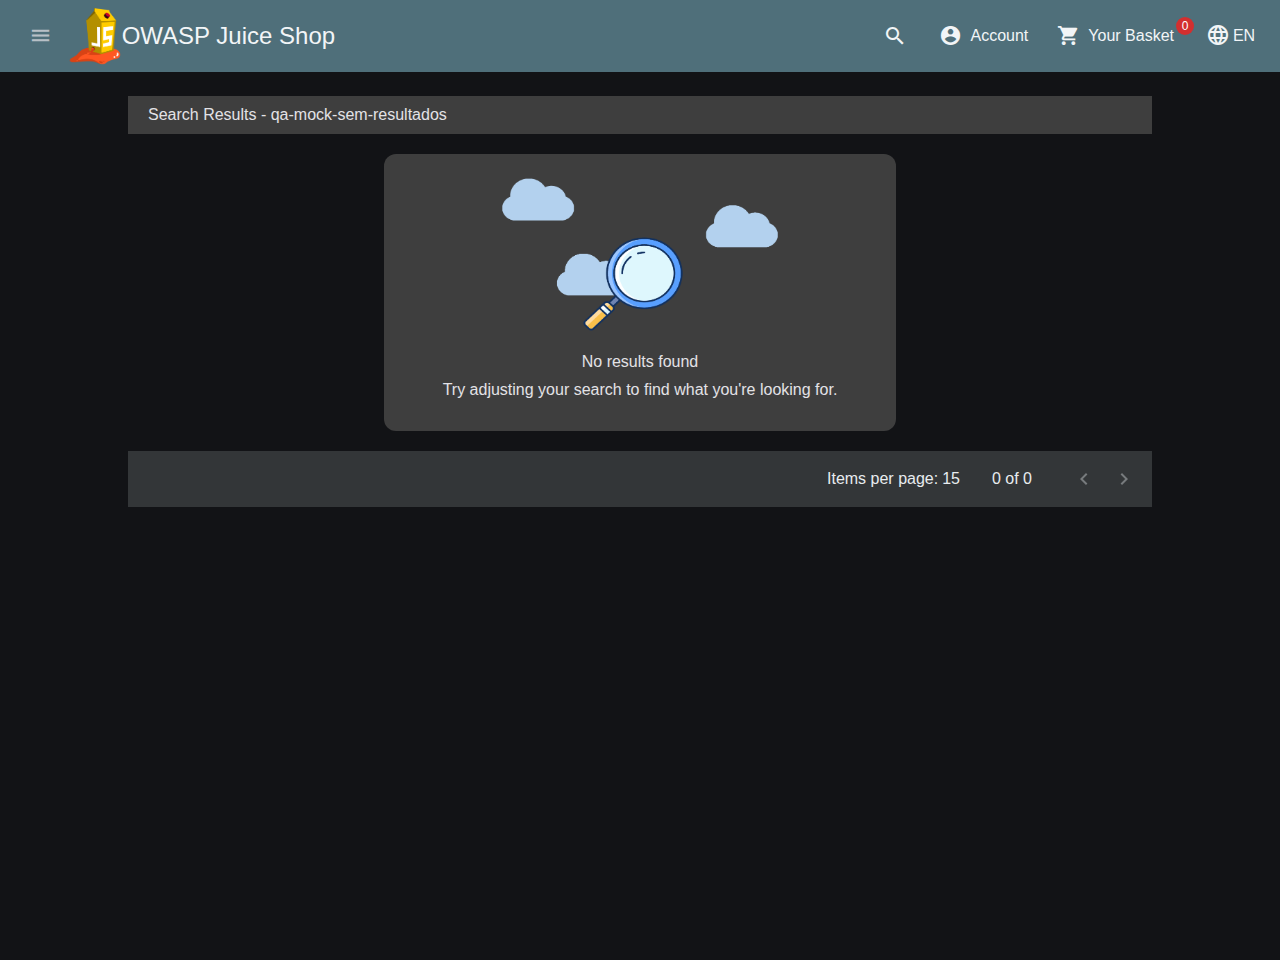 OWASP Juice Shop
Account
Your Basket
0
EN
Search Results - qa-mock-sem-resultados
No results found
Try adjusting your search to find what you're looking for.
Items per page: 15
0 of 0